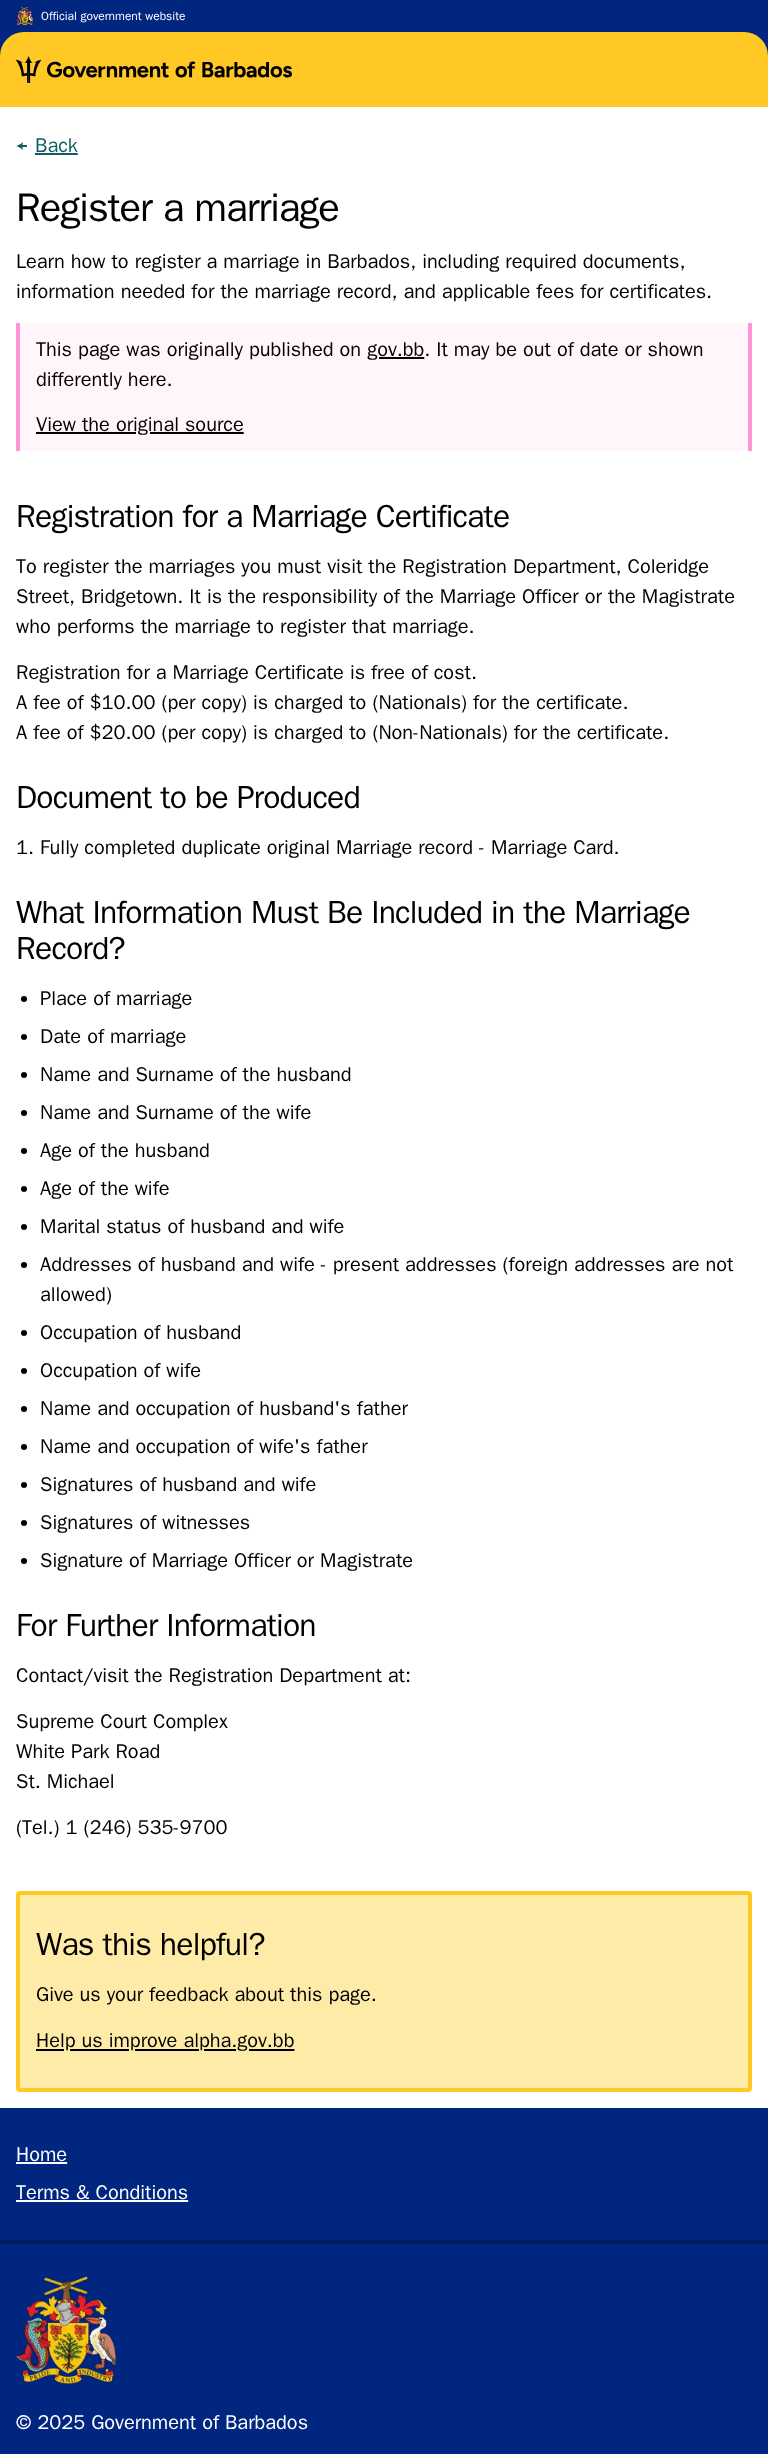 Official government website
Government of Barbados
← Back
Register a marriage
Learn how to register a marriage in Barbados, including required documents,
information needed for the marriage record, and applicable fees for certificates.
This page was originally published on gov.bb. It may be out of date or shown
differently here.
View the original source
Registration for a Marriage Certificate
To register the marriages you must visit the Registration Department, Coleridge
Street, Bridgetown. It is the responsibility of the Marriage Officer or the Magistrate
who performs the marriage to register that marriage.
Registration for a Marriage Certificate is free of cost.
A fee of $10.00 (per copy) is charged to (Nationals) for the certificate.
A fee of $20.00 (per copy) is charged to (Non-Nationals) for the certificate.
Document to be Produced
1. Fully completed duplicate original Marriage record - Marriage Card.
What Information Must Be Included in the Marriage
Record?
• Place of marriage
• Date of marriage
• Name and Surname of the husband
• Name and Surname of the wife
• Age of the husband
• Age of the wife
• Marital status of husband and wife
• Addresses of husband and wife - present addresses (foreign addresses are not
allowed)
• Occupation of husband
• Occupation of wife
• Name and occupation of husband's father
• Name and occupation of wife's father
• Signatures of husband and wife
• Signatures of witnesses
• Signature of Marriage Officer or Magistrate
For Further Information
Contact/visit the Registration Department at:
Supreme Court Complex
White Park Road
St. Michael
(Tel.) 1 (246) 535-9700
Was this helpful?
Give us your feedback about this page.
Help us improve alpha.gov.bb
Home
Terms & Conditions
PRIDE AND INDUSTRY
© 2025 Government of Barbados